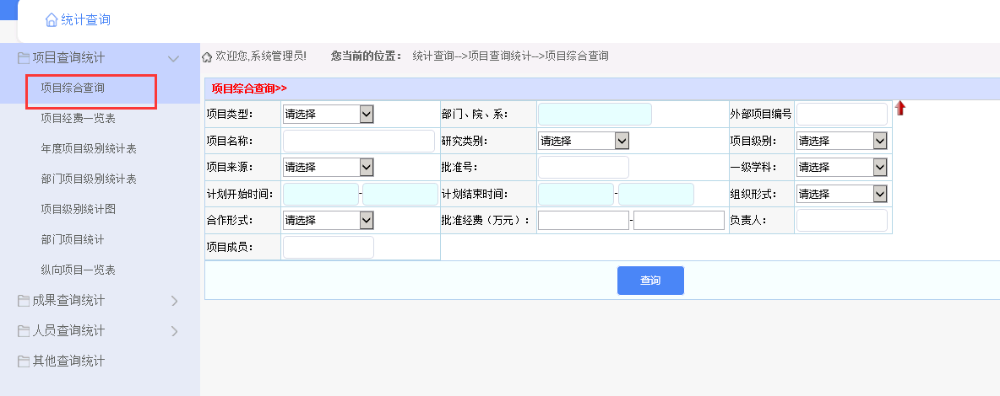 统计查询
项目查询统计
项目综合查询
项目经费一览表
年度项目级别统计表
部门项目级别统计表
项目级别统计图
部门项目统计
纵向项目一览表
成果查询统计
人员查询统计
其他查询统计
欢迎您,系统管理员! 您当前的位置： 统计查询-->项目查询统计-->项目综合查询
项目综合查询>>
项目类型： 请选择 部门、院、系： 外部项目编号
项目名称： 研究类别： 请选择 项目级别： 请选择
项目来源： 请选择 批准号： 一级学科： 请选择
计划开始时间： - 计划结束时间： - 组织形式： 请选择
合作形式： 请选择 批准经费（万元）： - 负责人：
项目成员：
查询